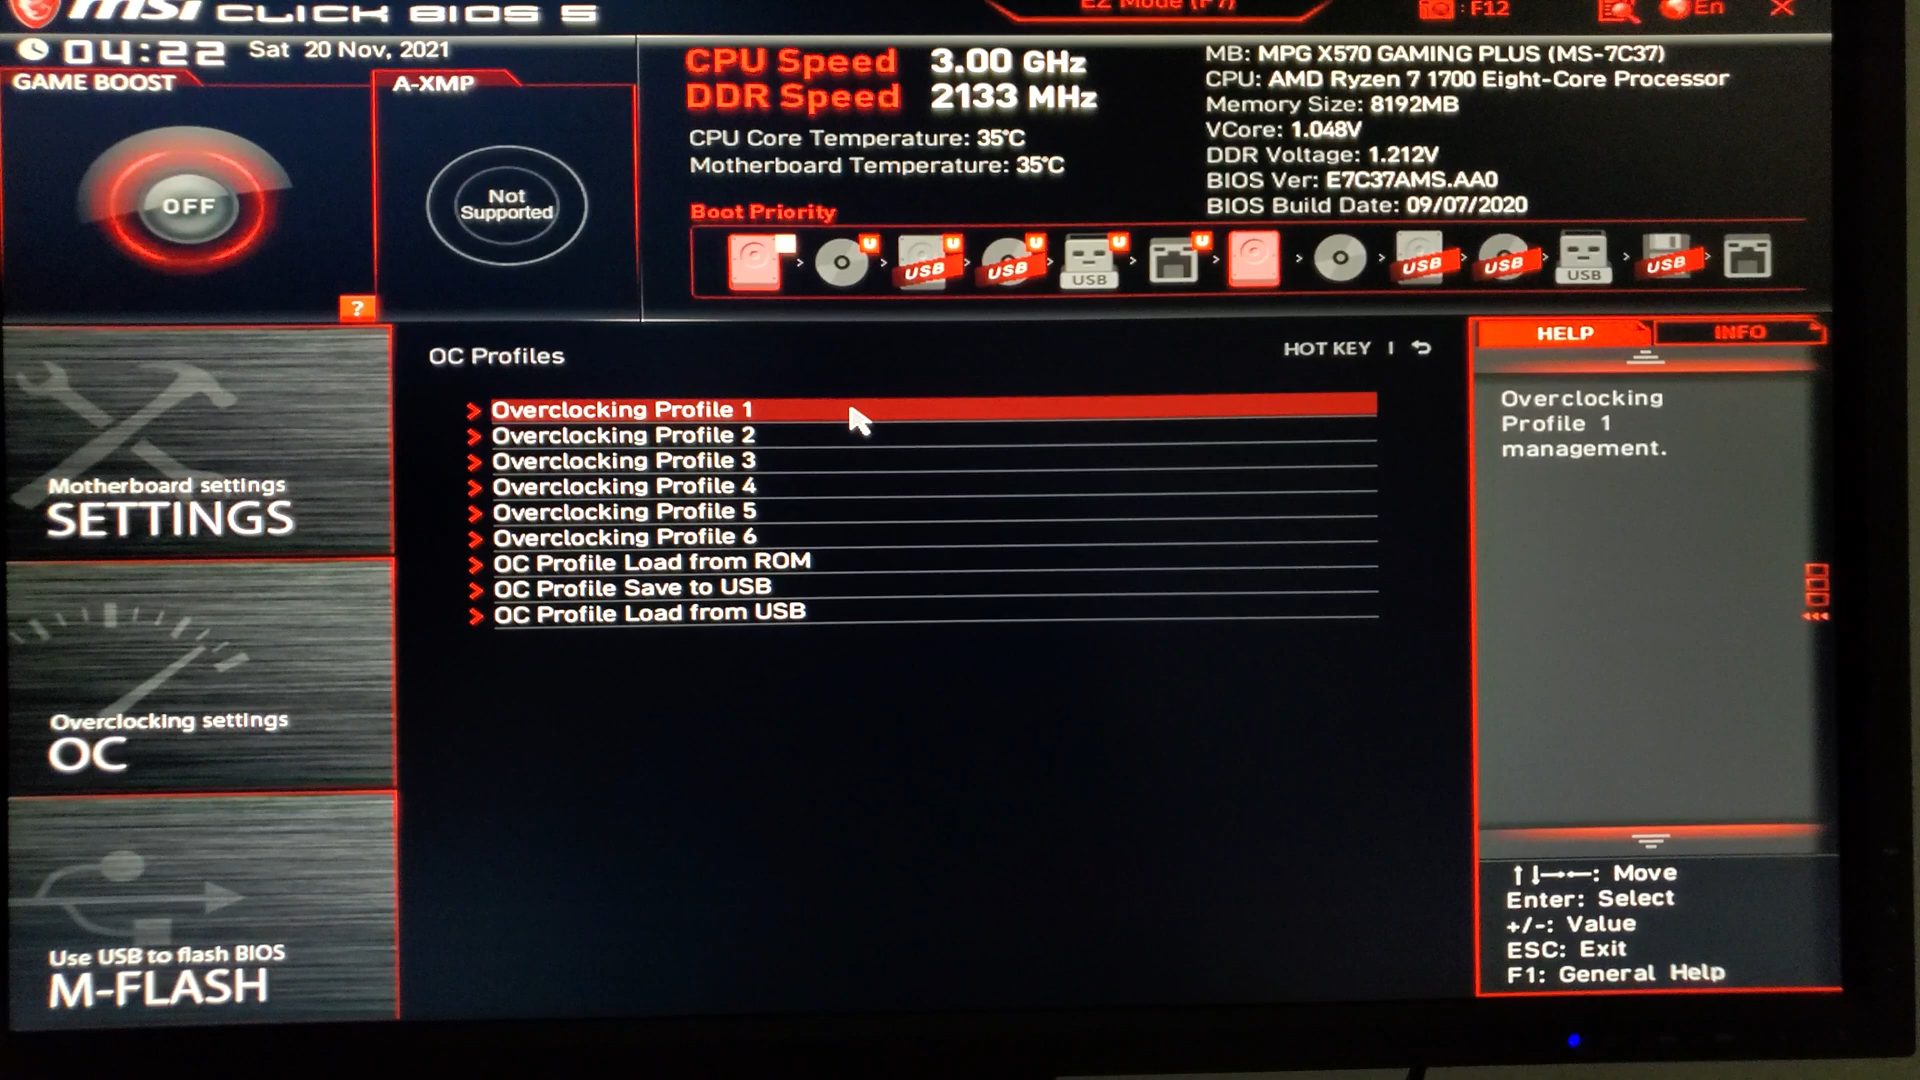 msi CLICK BIOS 5
EZ Mode (F7)
: F12
En
X
04:22 Sat 20 Nov, 2021
GAME BOOST
A-XMP
OFF
Not
Supported
?
CPU Speed 3.00 GHz
DDR Speed 2133 MHz
CPU Core Temperature: 35°C
Motherboard Temperature: 35°C
MB: MPG X570 GAMING PLUS (MS-7C37)
CPU: AMD Ryzen 7 1700 Eight-Core Processor
Memory Size: 8192MB
VCore: 1.048V
DDR Voltage: 1.212V
BIOS Ver: E7C37AMS.AA0
BIOS Build Date: 09/07/2020
Boot Priority
U U U U U
USB USB USB USB USB USB USB
Motherboard settings
SETTINGS
Overclocking settings
OC
Use USB to flash BIOS
M-FLASH
OC Profiles
HOT KEY |
> Overclocking Profile 1
> Overclocking Profile 2
> Overclocking Profile 3
> Overclocking Profile 4
> Overclocking Profile 5
> Overclocking Profile 6
> OC Profile Load from ROM
> OC Profile Save to USB
> OC Profile Load from USB
HELP
INFO
Overclocking
Profile 1
management.
↑↓→←: Move
Enter: Select
+/-: Value
ESC: Exit
F1: General Help